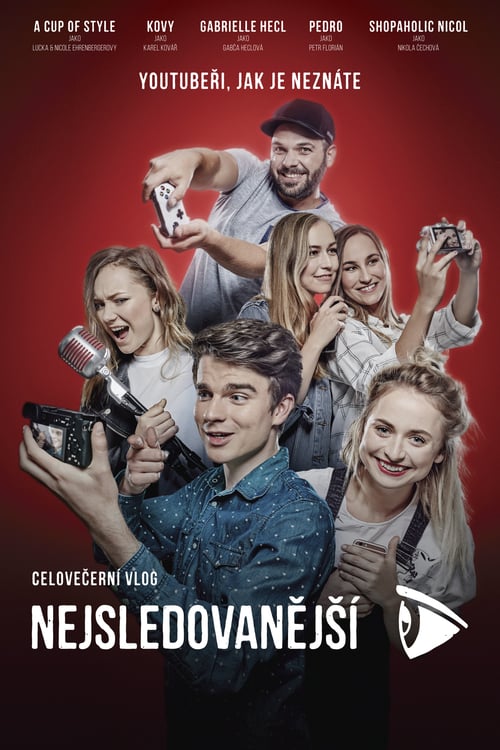 A CUP OF STYLE KOVY GABRIELLE HECL PEDRO SHOPAHOLIC NICOL
JAKO JAKO JAKO JAKO JAKO
LUCKA & NICOLE EHRENBERGEROVY KAREL KOVÁŘ GABČA HECLOVÁ PETR FLORIÁN NIKOLA ČECHOVÁ
YOUTUBEŘI, JAK JE NEZNÁTE
CELOVEČERNÍ VLOG
NEJSLEDOVANĚJŠÍ